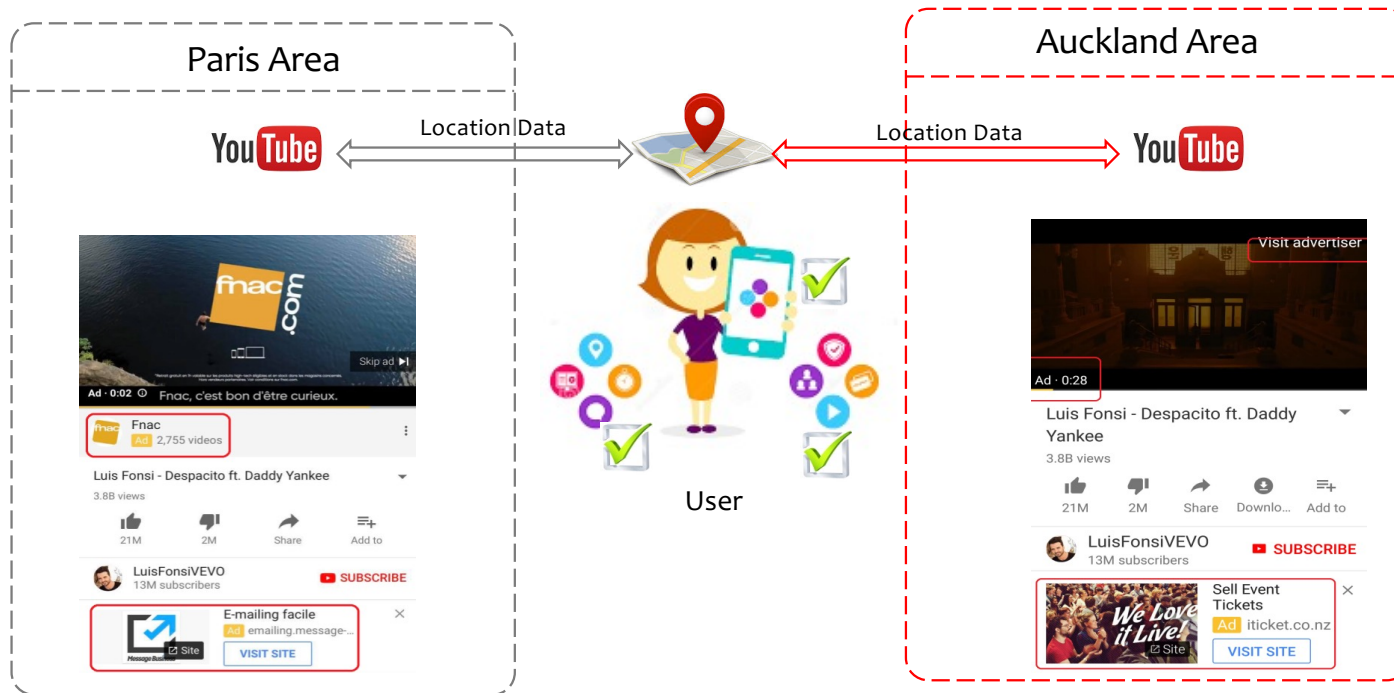 Paris Area
YouTube
Location Data
fnac
.com
Skip ad
Ad · 0:02
Fnac, c'est bon d'être curieux.
fnac
Fnac
Ad 2,755 videos
Luis Fonsi - Despacito ft. Daddy Yankee
3.8B views
21M
2M
Share
Add to
LuisFonsiVEVO
13M subscribers
SUBSCRIBE
E-mailing facile
Ad emailing.message-...
Site
Message Business
VISIT SITE
User
Auckland Area
Location Data
YouTube
Visit advertiser
Ad · 0:28
Luis Fonsi - Despacito ft. Daddy
Yankee
3.8B views
21M
2M
Share
Downlo...
Add to
LuisFonsiVEVO
13M subscribers
SUBSCRIBE
We Love
it Live!
Site
Sell Event
Tickets
Ad iticket.co.nz
VISIT SITE